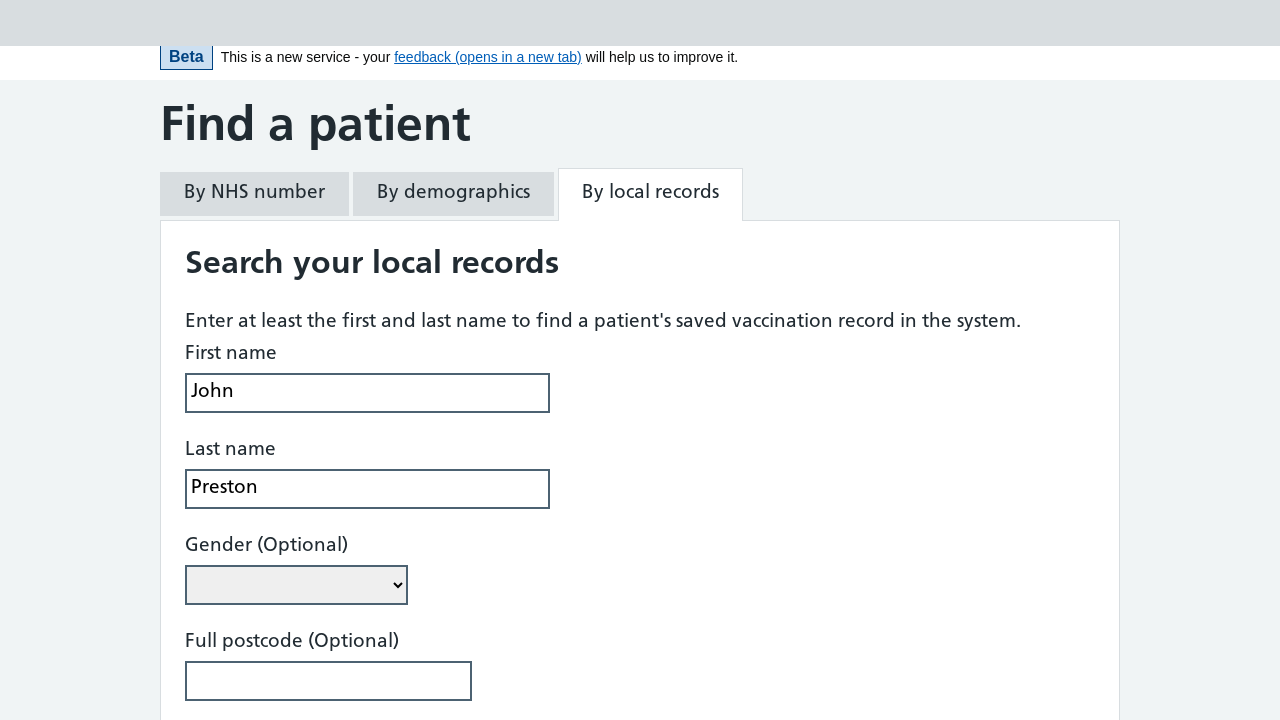 Beta This is a new service - your feedback (opens in a new tab) will help us to improve it.
Find a patient
By NHS number By demographics By local records
Search your local records
Enter at least the first and last name to find a patient's saved vaccination record in the system.
First name
John
Last name
Preston
Gender (Optional)
Full postcode (Optional)